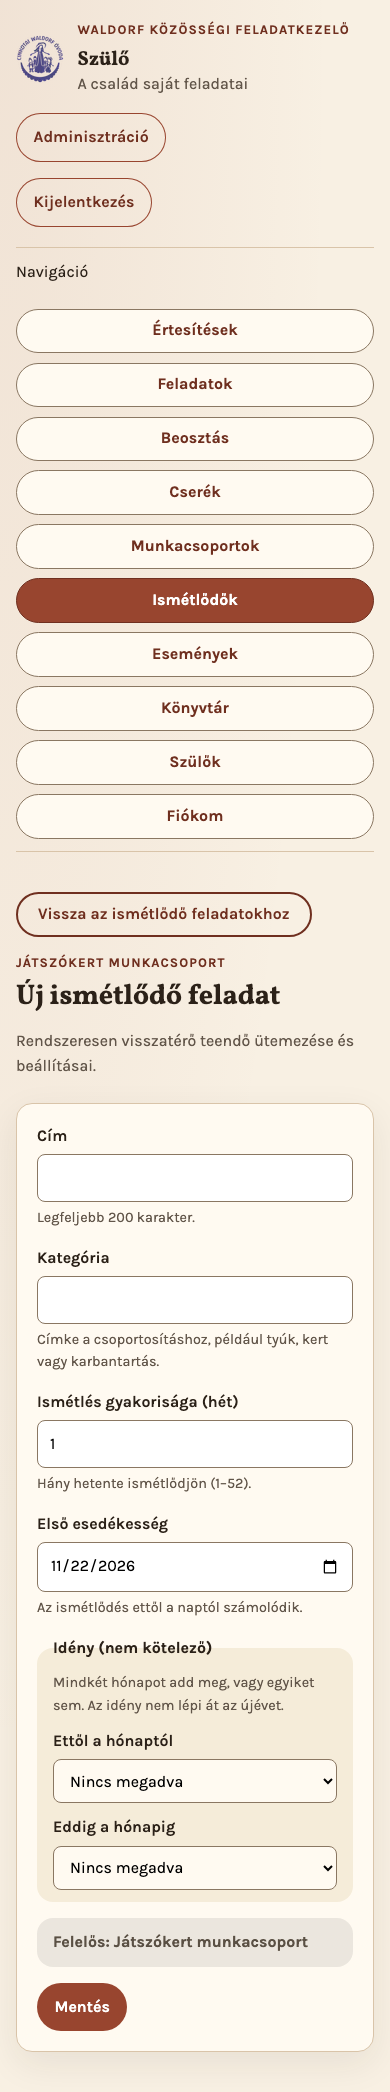 WALDORF KÖZÖSSÉGI FELADATKEZELŐ
Szülő
A család saját feladatai
Adminisztráció
Kijelentkezés
Navigáció
Értesítések
Feladatok
Beosztás
Cserék
Munkacsoportok
Ismétlődők
Események
Könyvtár
Szülők
Fiókom
Vissza az ismétlődő feladatokhoz
JÁTSZÓKERT MUNKACSOPORT
Új ismétlődő feladat
Rendszeresen visszatérő teendő ütemezése és
beállításai.
Cím
Legfeljebb 200 karakter.
Kategória
Címke a csoportosításhoz, például tyúk, kert
vagy karbantartás.
Ismétlés gyakorisága (hét)
1
Hány hetente ismétlődjön (1–52).
Első esedékesség
11/22/2026
Az ismétlődés ettől a naptól számolódik.
Idény (nem kötelező)
Mindkét hónapot add meg, vagy egyiket
sem. Az idény nem lépi át az újévet.
Ettől a hónaptól
Nincs megadva
Eddig a hónapig
Nincs megadva
Felelős: Játszókert munkacsoport
Mentés